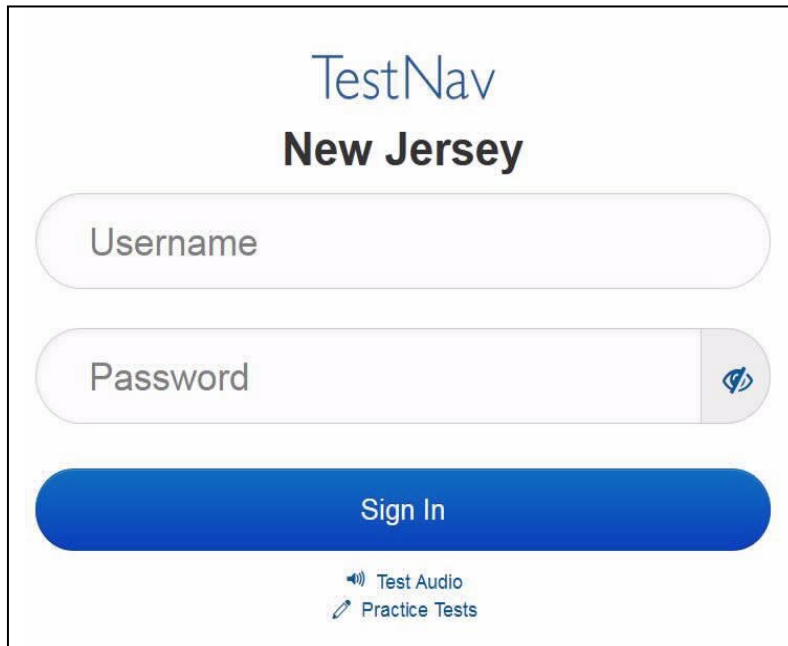 TestNav
New Jersey
Username
Password
Sign In
Test Audio
Practice Tests